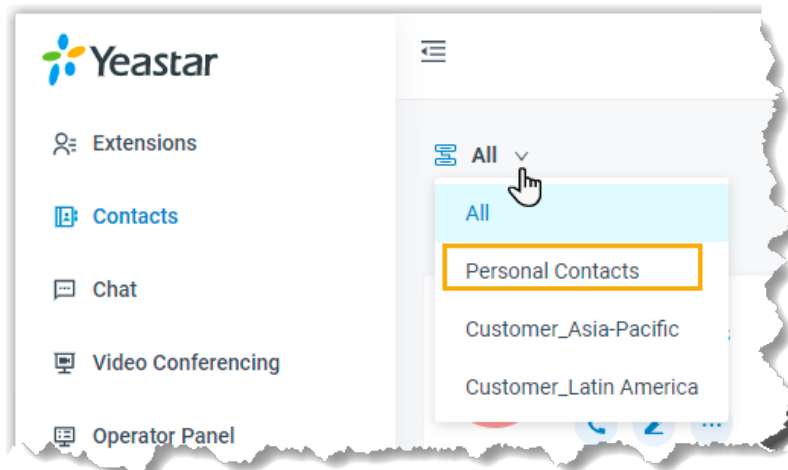 Yeastar
Extensions
Contacts
Chat
Video Conferencing
Operator Panel
All
All
Personal Contacts
Customer_Asia-Pacific
Customer_Latin America